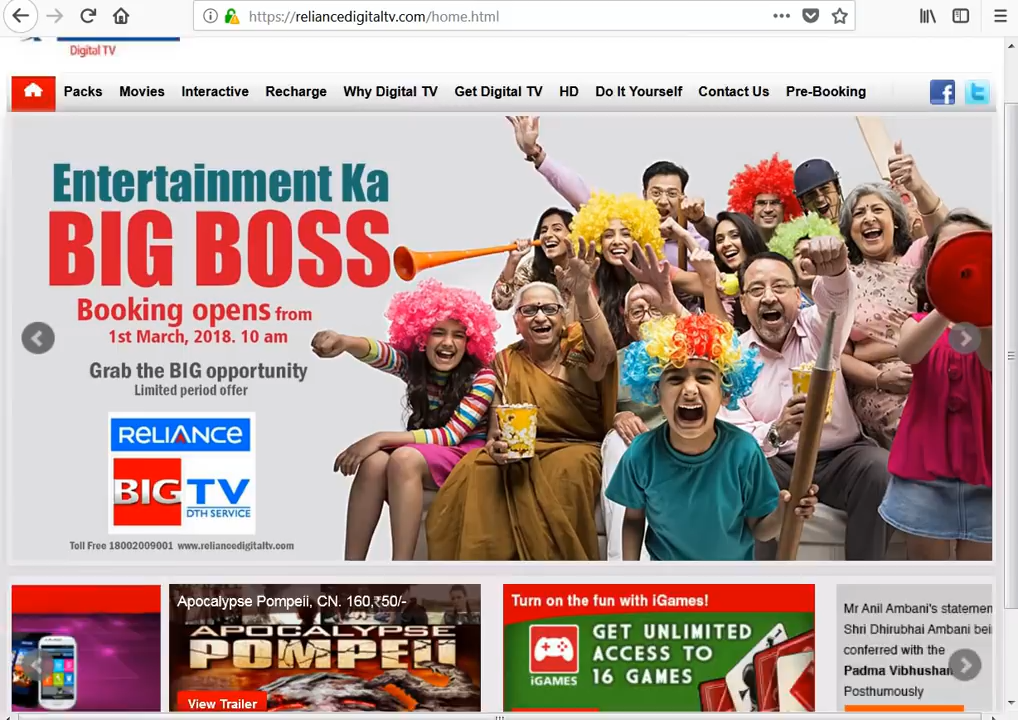 https://reliancedigitaltv.com/home.html
Digital TV
Packs Movies Interactive Recharge Why Digital TV Get Digital TV HD Do It Yourself Contact Us Pre-Booking
Entertainment Ka
BIG BOSS
Booking opens from
1st March, 2018. 10 am
Grab the BIG opportunity
Limited period offer
RELIANCE
BIG TV
DTH SERVICE
Toll Free 18002009001 www.reliancedigitaltv.com
Apocalypse Pompeii, CN. 160,₹50/-
APOCALYPSE
POMPEII
View Trailer
Turn on the fun with iGames!
GET UNLIMITED
ACCESS TO
16 GAMES
iGAMES
Mr Anil Ambani's statemen
Shri Dhirubhai Ambani bei
conferred with the
Padma Vibhushan
Posthumously